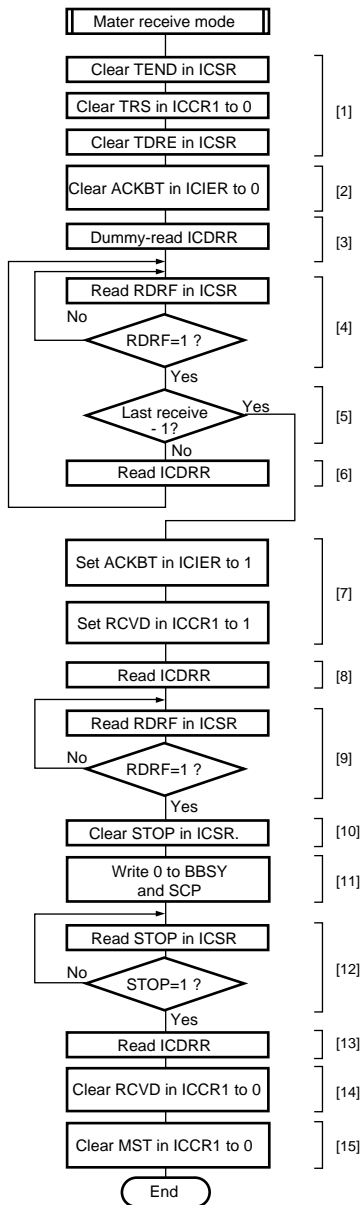 Mater receive mode
Clear TEND in ICSR
Clear TRS in ICCR1 to 0
[1]
Clear TDRE in ICSR
Clear ACKBT in ICIER to 0
[2]
Dummy-read ICDRR
[3]
Read RDRF in ICSR
No
[4]
RDRF=1 ?
Yes
Last receive
- 1?
Yes
[5]
No
Read ICDRR
[6]
Set ACKBT in ICIER to 1
[7]
Set RCVD in ICCR1 to 1
Read ICDRR
[8]
Read RDRF in ICSR
No
[9]
RDRF=1 ?
Yes
Clear STOP in ICSR.
[10]
Write 0 to BBSY
and SCP
[11]
Read STOP in ICSR
No
[12]
STOP=1 ?
Yes
Read ICDRR
[13]
Clear RCVD in ICCR1 to 0
[14]
Clear MST in ICCR1 to 0
[15]
End